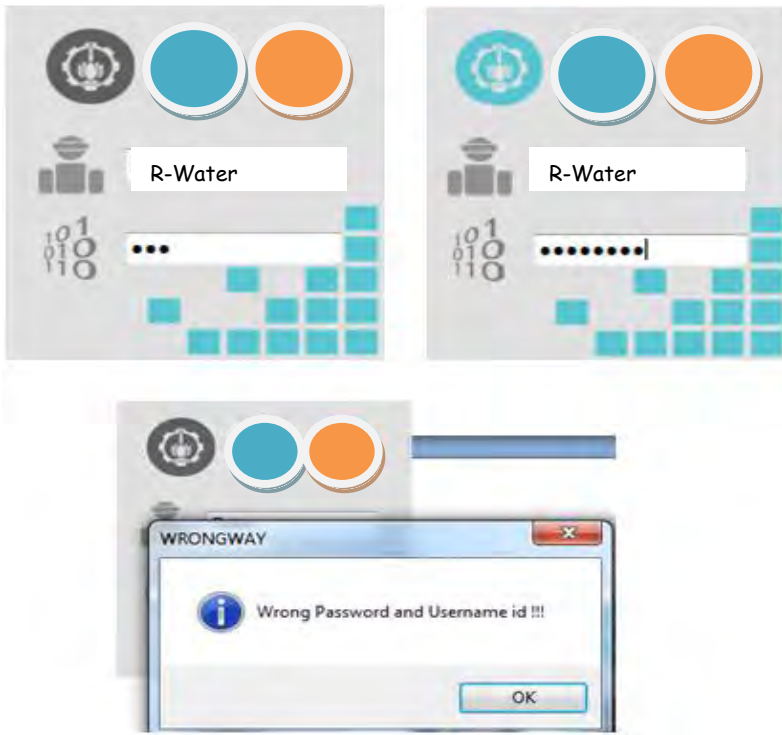 R-Water
R-Water
101
010
110
101
010
110
WRONGWAY
Wrong Password and Username id !!!
OK